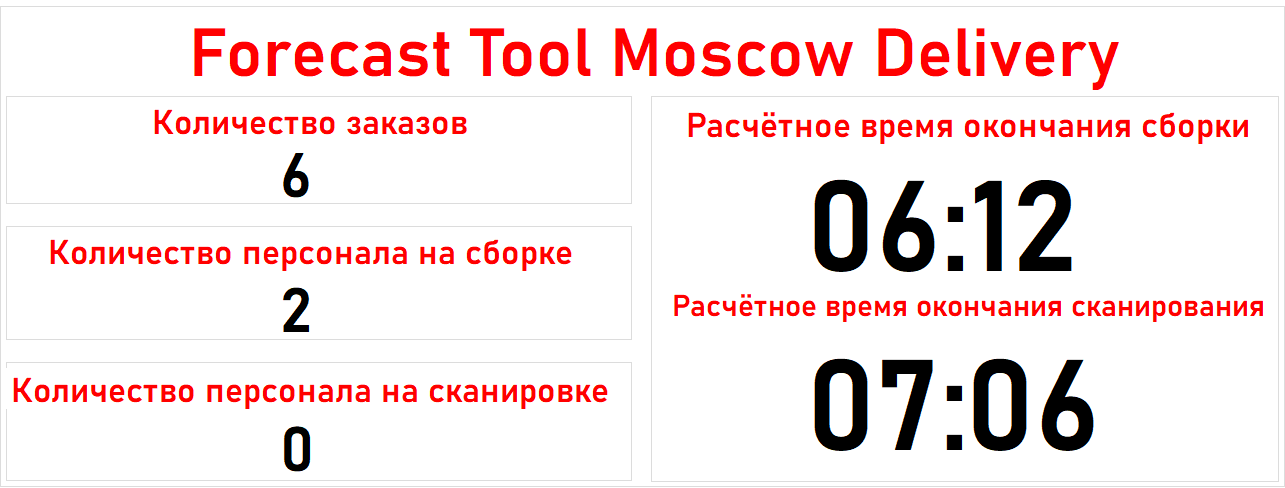 Forecast Tool Moscow Delivery
Количество заказов
6
Количество персонала на сборке
2
Количество персонала на сканировке
0
Расчётное время окончания сборки
06:12
Расчётное время окончания сканирования
07:06